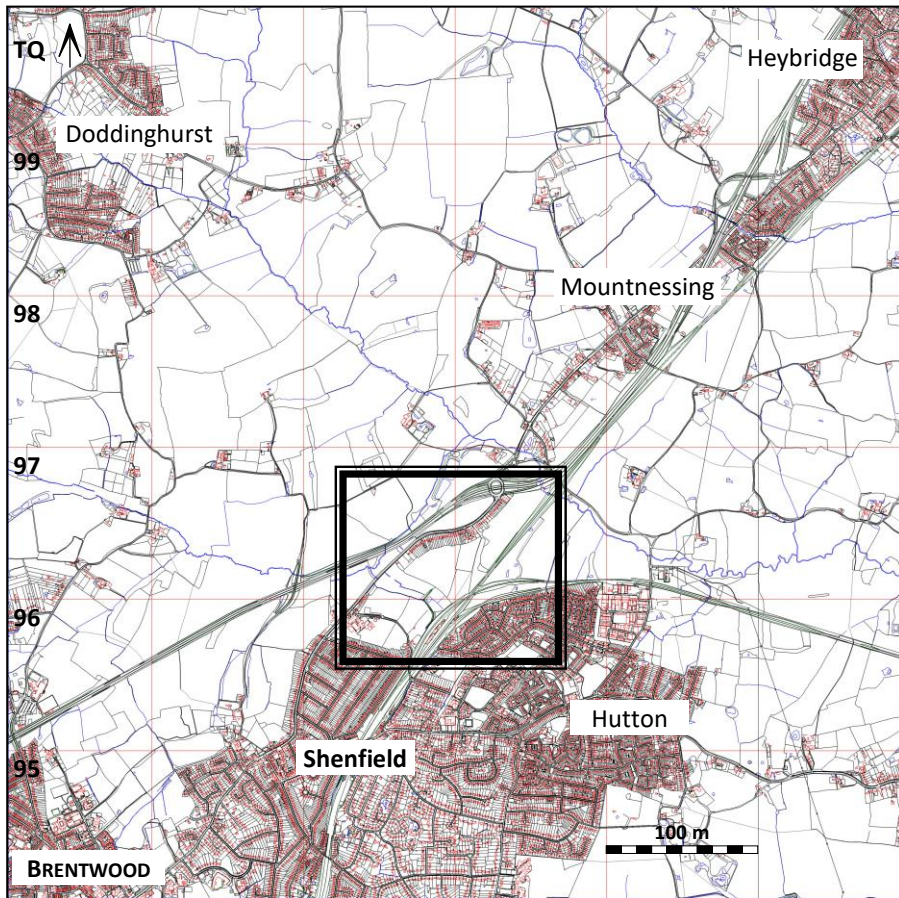 TQ
Heybridge
Doddinghurst
99
Mountnessing
98
97
96
Hutton
Shenfield
95
100 m
BRENTWOOD